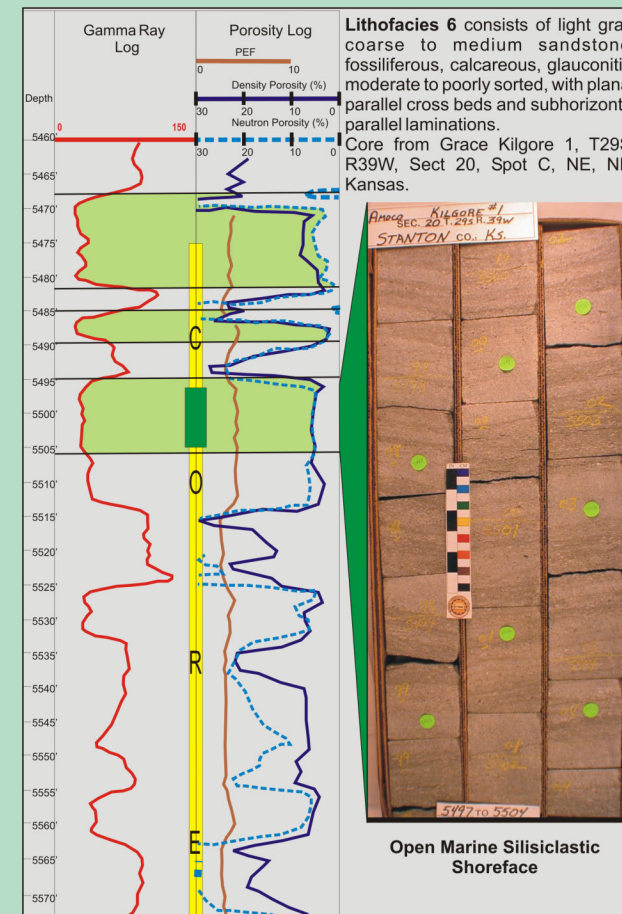 Gamma Ray
Log
Porosity Log
PEF
0 10
Density Porosity (%)
30 20 10 0
Neutron Porosity (%)
30 20 10 0
Depth
0 150
5460'
5465'
5470'
5475'
5480'
5485'
5490'
5495'
5500'
5505'
5510'
5515'
5520'
5525'
5530'
5535'
5540'
5545'
5550'
5555'
5560'
5565'
5570'
C
O
R
E
Lithofacies 6 consists of light gra
coarse to medium sandston
fossiliferous, calcareous, glauconiti
moderate to poorly sorted, with plana
parallel cross beds and subhorizont
parallel laminations.
Core from Grace Kilgore 1, T29S
R39W, Sect 20, Spot C, NE, NE
Kansas.
Amoco KILGORE #1
SEC. 20 T. 29S R. 39W
STANTON CO., KS.
5497 TO 5504
Open Marine Silisiclastic
Shoreface